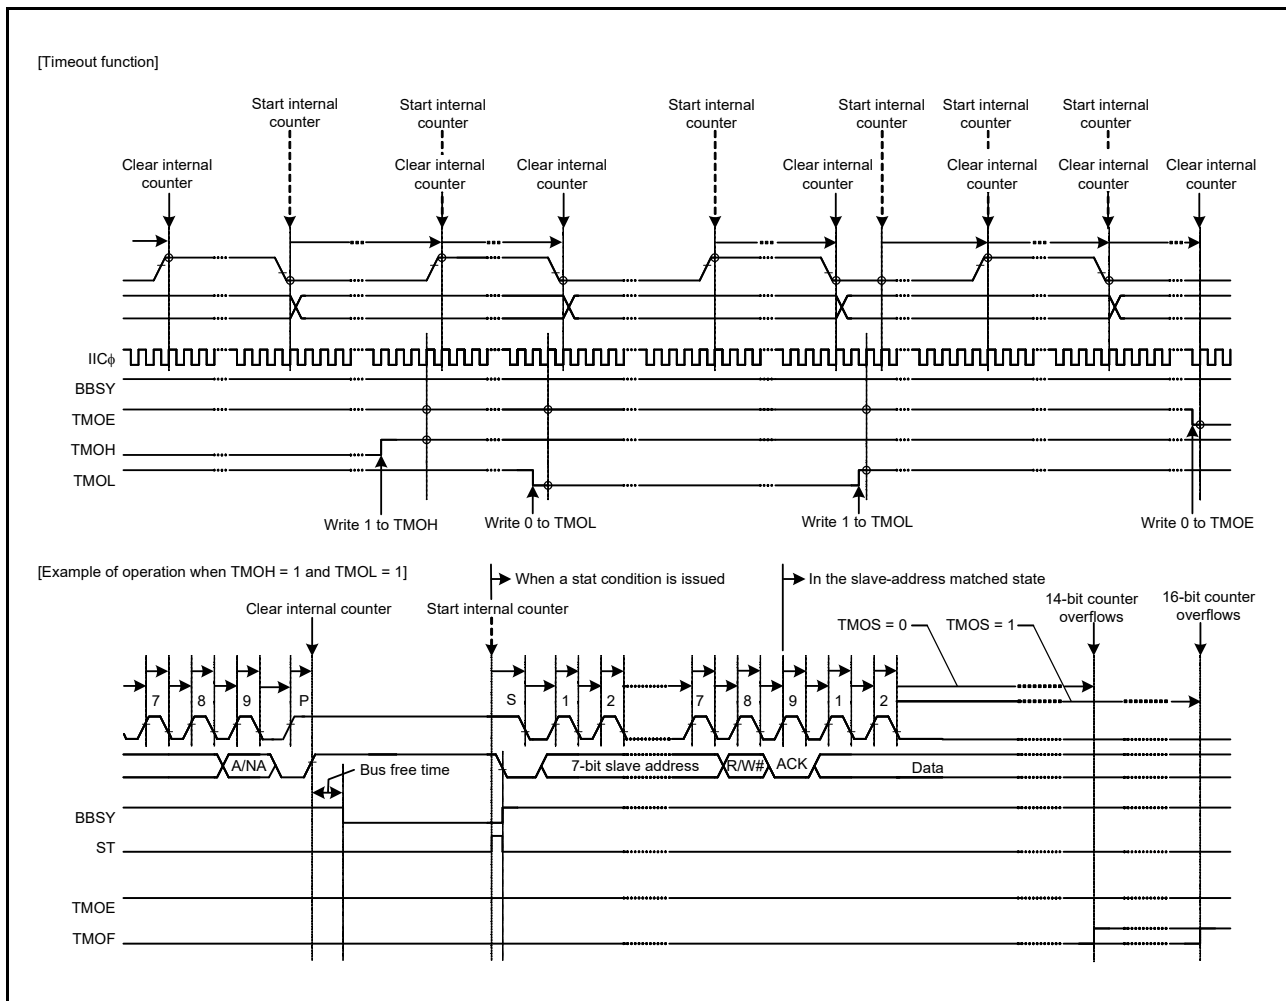 [Timeout function]
Start internal
counter
Start internal
counter
Start internal
counter
Start internal
counter
Start internal
counter
Start internal
counter
Clear internal
counter
Clear internal
counter
Clear internal
counter
Clear internal
counter
Clear internal
counter
Clear internal
counter
Clear internal
counter
IICϕ
BBSY
TMOE
TMOH
TMOL
Write 1 to TMOH
Write 0 to TMOL
Write 1 to TMOL
Write 0 to TMOE
[Example of operation when TMOH = 1 and TMOL = 1]
When a stat condition is issued
In the slave-address matched state
Clear internal counter
Start internal counter
14-bit counter
overflows
16-bit counter
overflows
TMOS = 0
TMOS = 1
7 8 9 P S 1 2 7 8 9 1 2
A/NA
7-bit slave address
R/W#
ACK
Data
Bus free time
BBSY
ST
TMOE
TMOF